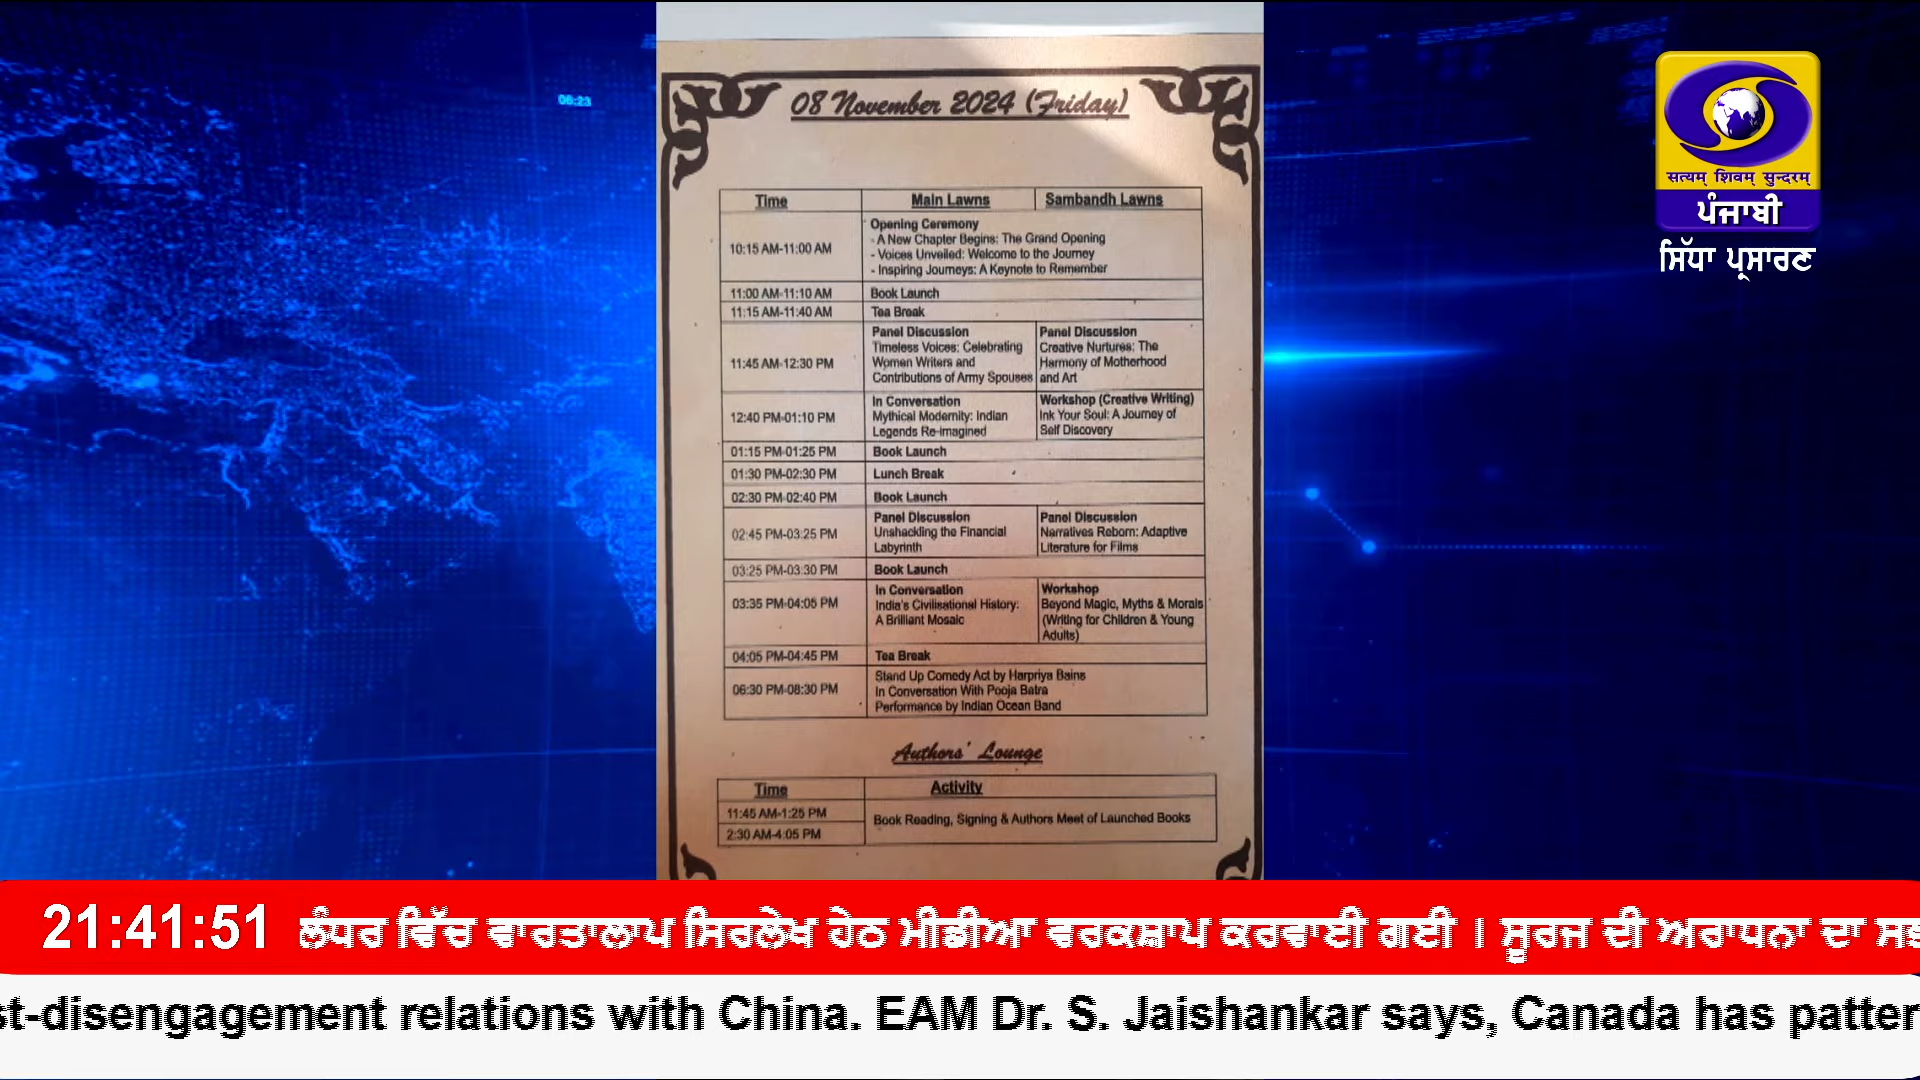 06:23
08 November 2024 (Friday)
Time Main Lawns Sambandh Lawns
10:15 AM-11:00 AM
Opening Ceremony
- A New Chapter Begins: The Grand Opening
- Voices Unveiled: Welcome to the Journey
- Inspiring Journeys: A Keynote to Remember
11:00 AM-11:10 AM Book Launch
11:15 AM-11:40 AM Tea Break
11:45 AM-12:30 PM
Panel Discussion
Timeless Voices: Celebrating
Women Writers and
Contributions of Army Spouses
Panel Discussion
Creative Nurtures: The
Harmony of Motherhood
and Art
12:40 PM-01:10 PM
In Conversation
Mythical Modernity: Indian
Legends Re-imagined
Workshop (Creative Writing)
Ink Your Soul: A Journey of
Self Discovery
01:15 PM-01:25 PM Book Launch
01:30 PM-02:30 PM Lunch Break
02:30 PM-02:40 PM Book Launch
02:45 PM-03:25 PM
Panel Discussion
Unshackling the Financial
Labyrinth
Panel Discussion
Narratives Reborn: Adaptive
Literature for Films
03:25 PM-03:30 PM Book Launch
03:35 PM-04:05 PM
In Conversation
India's Civilisational History:
A Brilliant Mosaic
Workshop
Beyond Magic, Myths & Morals
(Writing for Children & Young
Adults)
04:05 PM-04:45 PM Tea Break
06:30 PM-08:30 PM
Stand Up Comedy Act by Harpriya Bains
In Conversation With Pooja Batra
Performance by Indian Ocean Band
Authors' Lounge
Time Activity
11:45 AM-1:25 PM
2:30 AM-4:05 PM
Book Reading, Signing & Authors Meet of Launched Books
सत्यम् शिवम् सुन्दरम्
ਪੰਜਾਬੀ
ਸਿੱਧਾ ਪ੍ਰਸਾਰਣ
21:41:51 ਲੰਧਰ ਵਿੱਚ ਵਾਰਤਾਲਾਪ ਸਿਰਲੇਖ ਹੇਠ ਮੀਡੀਆ ਵਰਕਸ਼ਾਪ ਕਰਵਾਈ ਗਈ । ਸੂਰਜ ਦੀ ਅਰਾਧਨਾ ਦਾ
st-disengagement relations with China. EAM Dr. S. Jaishankar says, Canada has patter